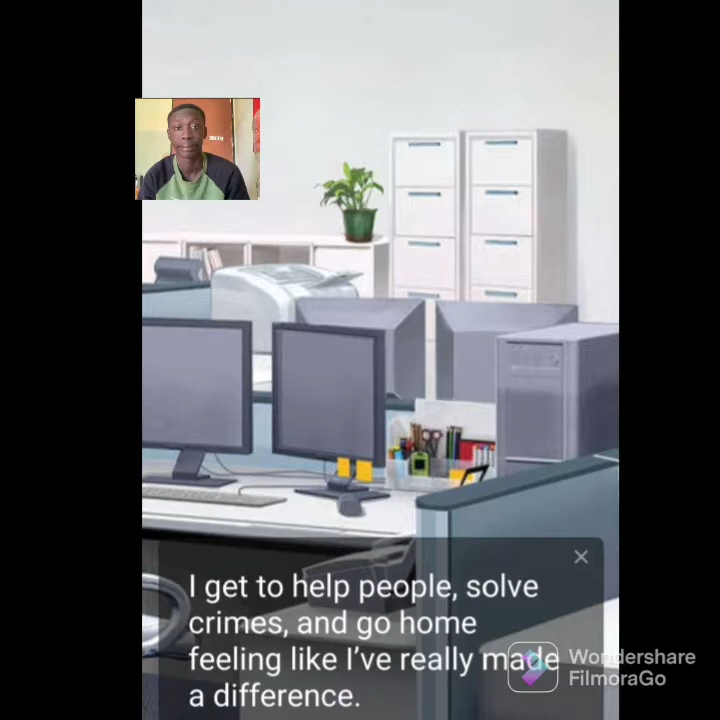 I get to help people, solve
crimes, and go home
feeling like I've really made
a difference.
Wondershare
FilmoraGo